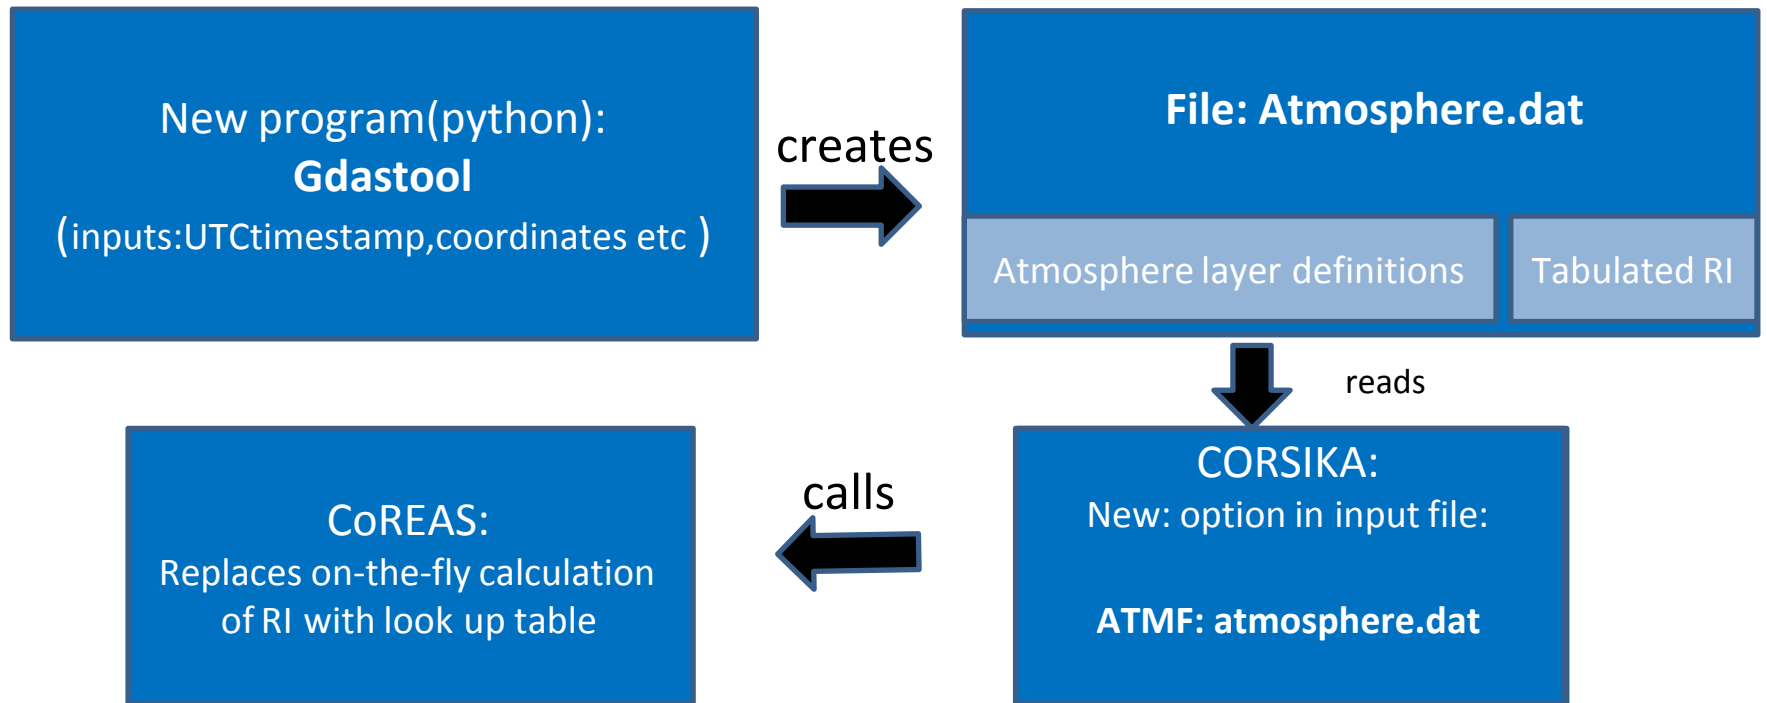 New program(python):
Gdastool
(inputs:UTCtimestamp,coordinates etc )
creates
File: Atmosphere.dat
Atmosphere layer definitions
Tabulated RI
reads
CORSIKA:
New: option in input file:
ATMF: atmosphere.dat
calls
CoREAS:
Replaces on-the-fly calculation
of RI with look up table